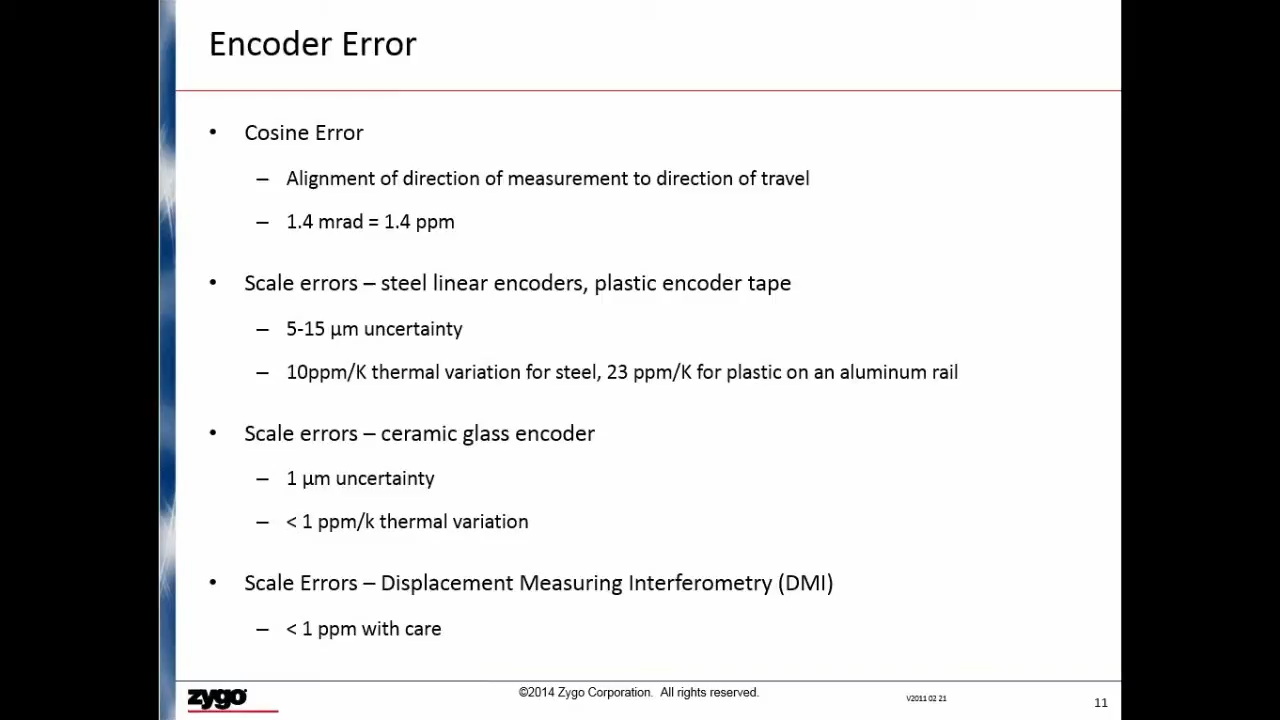 Encoder Error
• Cosine Error
– Alignment of direction of measurement to direction of travel
– 1.4 mrad = 1.4 ppm
• Scale errors – steel linear encoders, plastic encoder tape
– 5-15 µm uncertainty
– 10ppm/K thermal variation for steel, 23 ppm/K for plastic on an aluminum rail
• Scale errors – ceramic glass encoder
– 1 µm uncertainty
– < 1 ppm/k thermal variation
• Scale Errors – Displacement Measuring Interferometry (DMI)
– < 1 ppm with care
zygo
©2014 Zygo Corporation. All rights reserved.
V2011 02 21
11